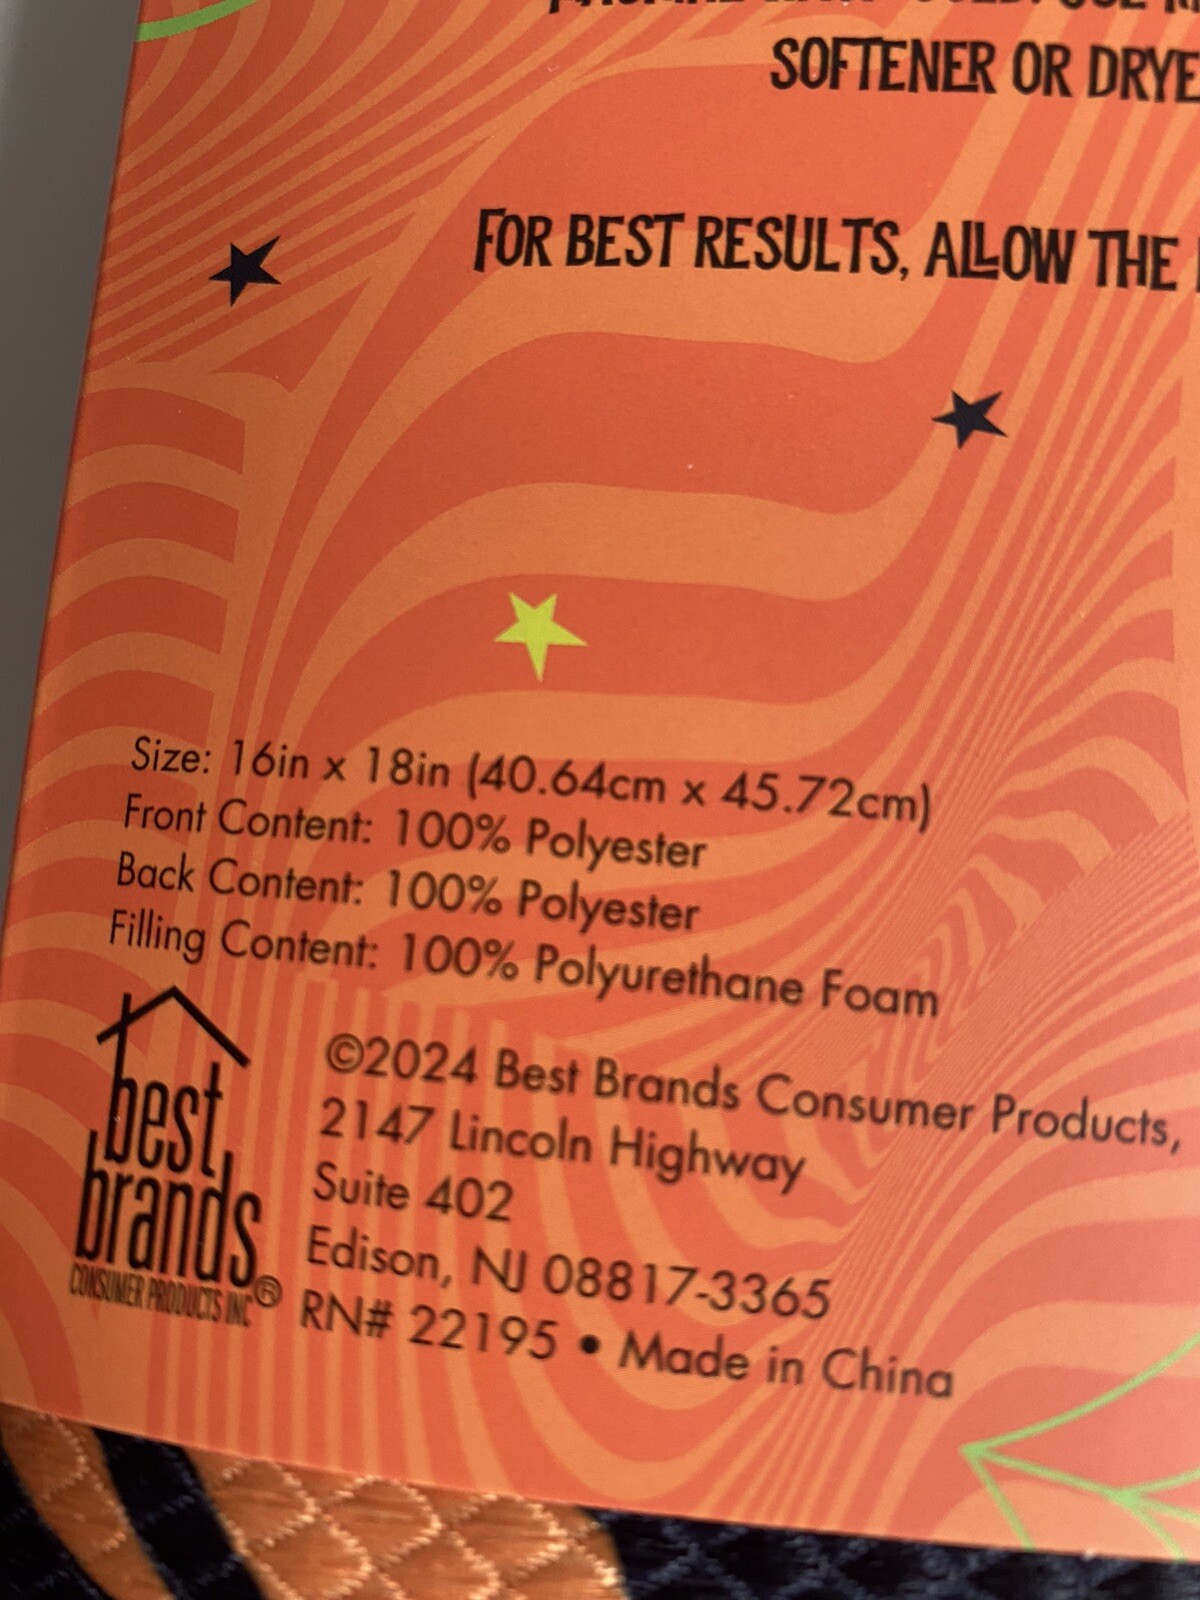 SOFTENER OR
FOR BEST RESULTS, ALLOW THE
Size: 16in x 18in (40.64cm x 45.72cm)
Front Content: 100% Polyester
Back Content: 100% Polyester
Filling Content: 100% Polyurethane Foam
best
brands
CONSUMER PRODUCTS INC®
©2024 Best Brands Consumer Products,
2147 Lincoln Highway
Suite 402
Edison, NJ 08817-3365
RN# 22195 • Made in China